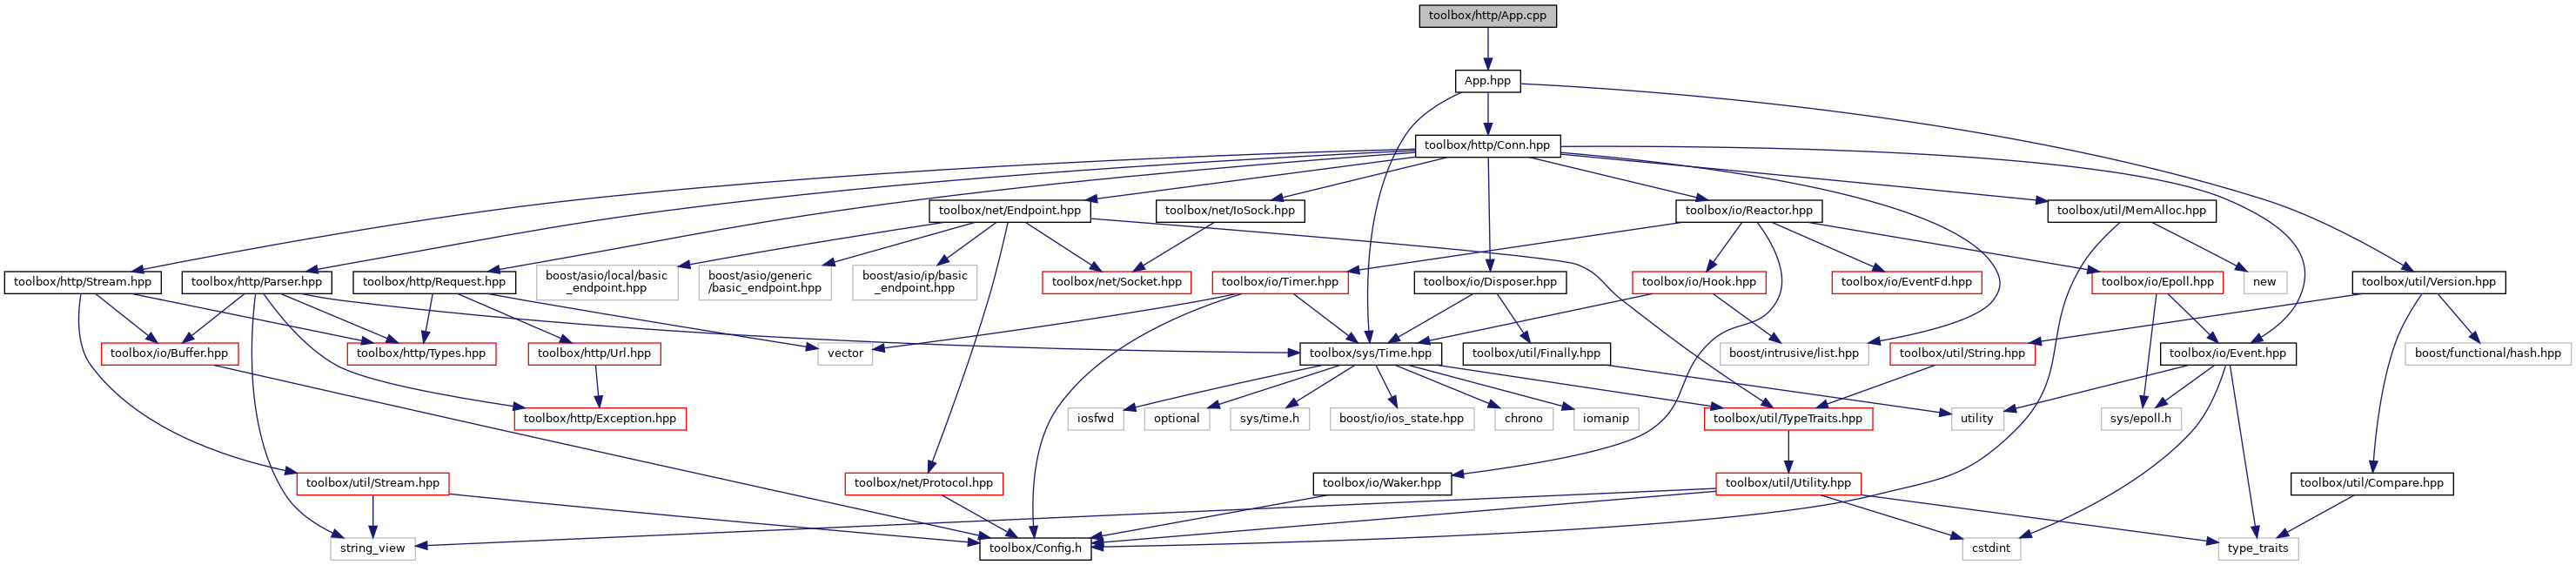 toolbox/http/App.cpp
App.hpp
toolbox/http/Conn.hpp
toolbox/net/Endpoint.hpp
toolbox/net/IoSock.hpp
toolbox/io/Reactor.hpp
toolbox/util/MemAlloc.hpp
toolbox/http/Stream.hpp
toolbox/http/Parser.hpp
toolbox/http/Request.hpp
boost/asio/local/basic
_endpoint.hpp
boost/asio/generic
/basic_endpoint.hpp
boost/asio/ip/basic
_endpoint.hpp
toolbox/net/Socket.hpp
toolbox/io/Timer.hpp
toolbox/io/Disposer.hpp
toolbox/io/Hook.hpp
toolbox/io/EventFd.hpp
toolbox/io/Epoll.hpp
new
toolbox/util/Version.hpp
toolbox/io/Buffer.hpp
toolbox/http/Types.hpp
toolbox/http/Url.hpp
vector
toolbox/sys/Time.hpp
toolbox/util/Finally.hpp
boost/intrusive/list.hpp
toolbox/util/String.hpp
toolbox/io/Event.hpp
boost/functional/hash.hpp
toolbox/http/Exception.hpp
iosfwd
optional
sys/time.h
boost/io/ios_state.hpp
chrono
iomanip
toolbox/util/TypeTraits.hpp
utility
sys/epoll.h
toolbox/util/Stream.hpp
toolbox/net/Protocol.hpp
toolbox/io/Waker.hpp
toolbox/util/Utility.hpp
toolbox/util/Compare.hpp
string_view
toolbox/Config.h
cstdint
type_traits